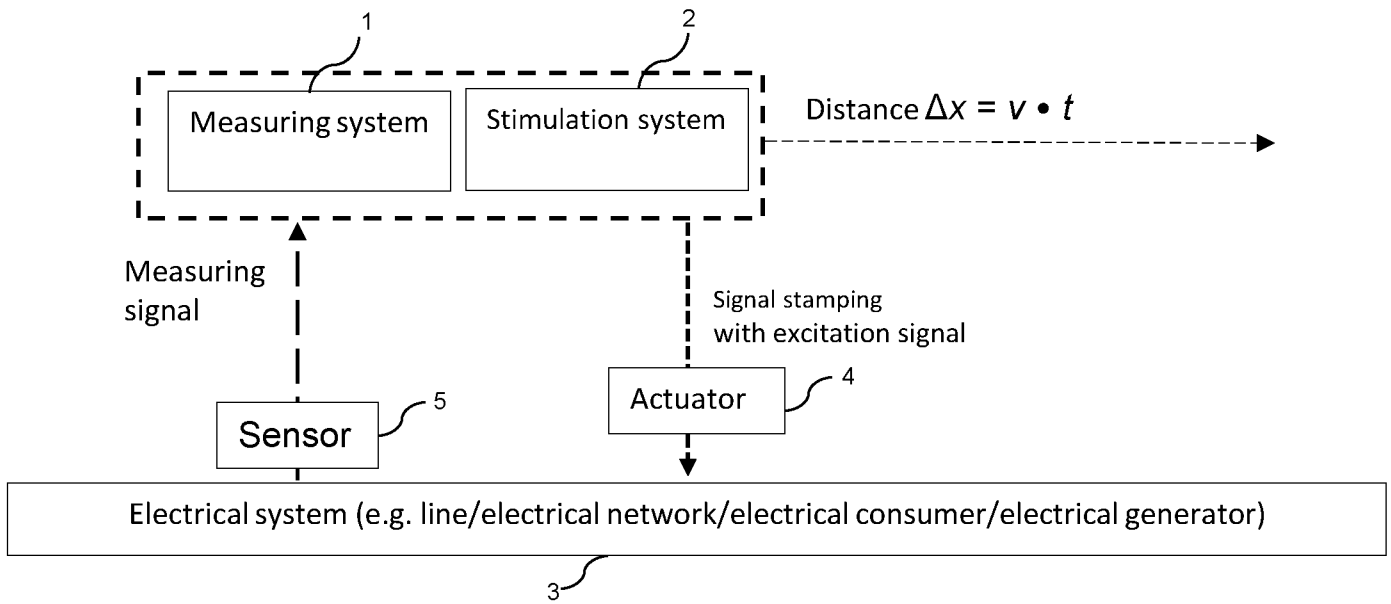 1
2
Measuring system
Stimulation system
Distance Δx = v • t
Measuring
signal
Signal stamping
with excitation signal
Actuator
4
Sensor
5
Electrical system (e.g. line/electrical network/electrical consumer/electrical generator)
3